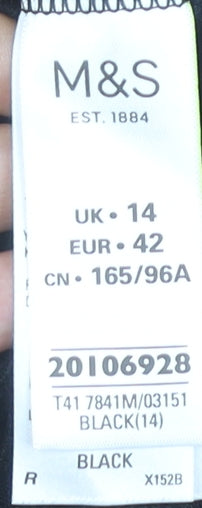 M&S
EST. 1884
UK • 14
EUR • 42
CN • 165/96A
20106928
T41 7841M/03151
BLACK(14)
BLACK
R X152B